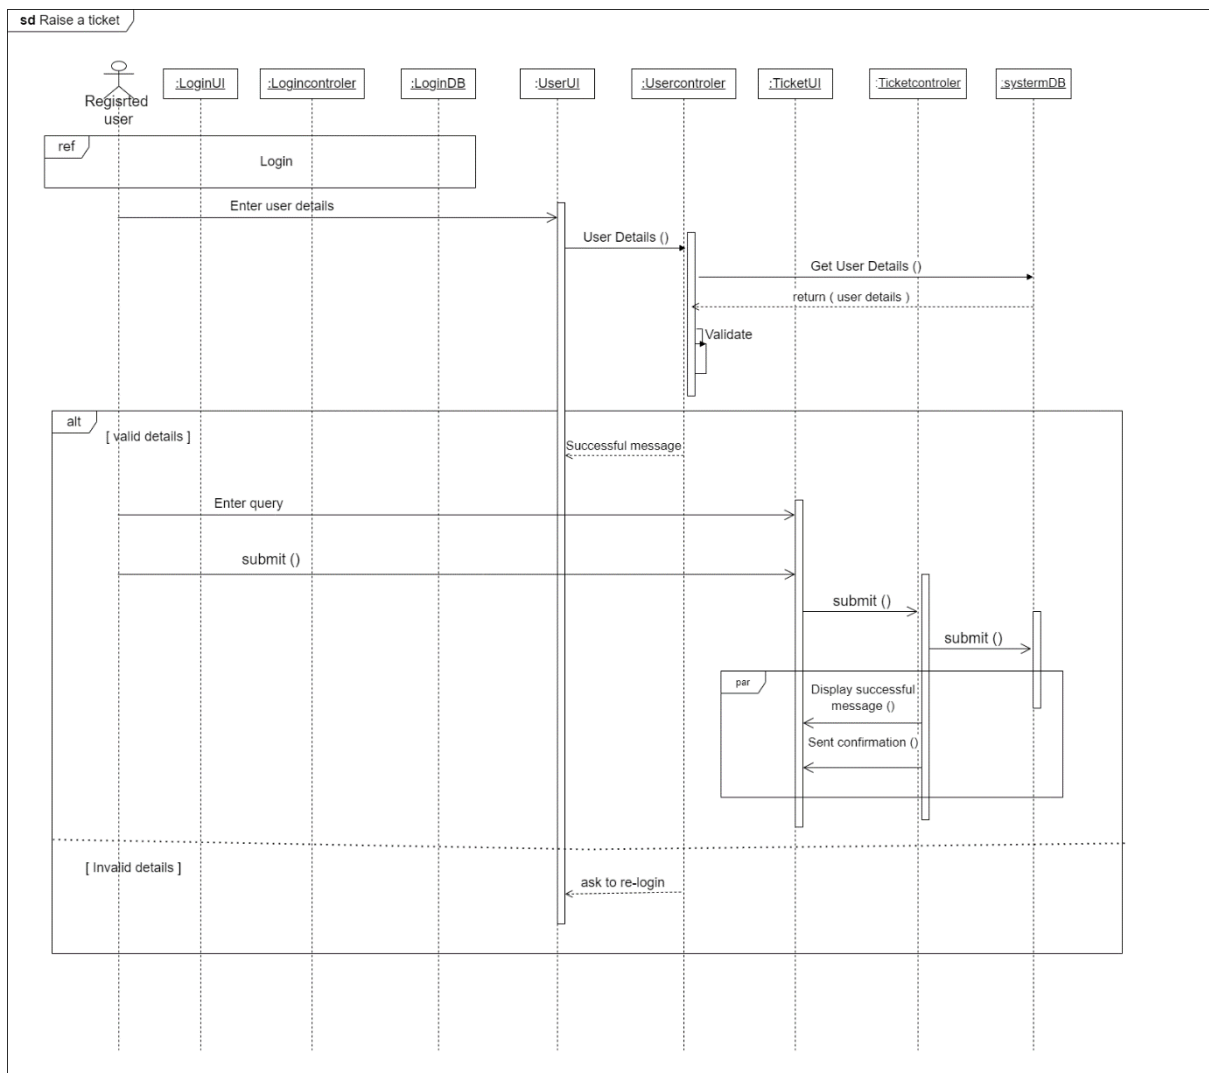 sd Raise a ticket
Regisrted
user
:LoginUI
:Logincontroler
:LoginDB
:UserUI
:Usercontroler
:TicketUI
:Ticketcontroler
:systermDB
ref
Login
Enter user details
User Details ()
Get User Details ()
return ( user details )
Validate
alt
[ valid details ]
Successful message
Enter query
submit ()
submit ()
submit ()
par
Display successful
message ()
Sent confirmation ()
[ Invalid details ]
ask to re-login